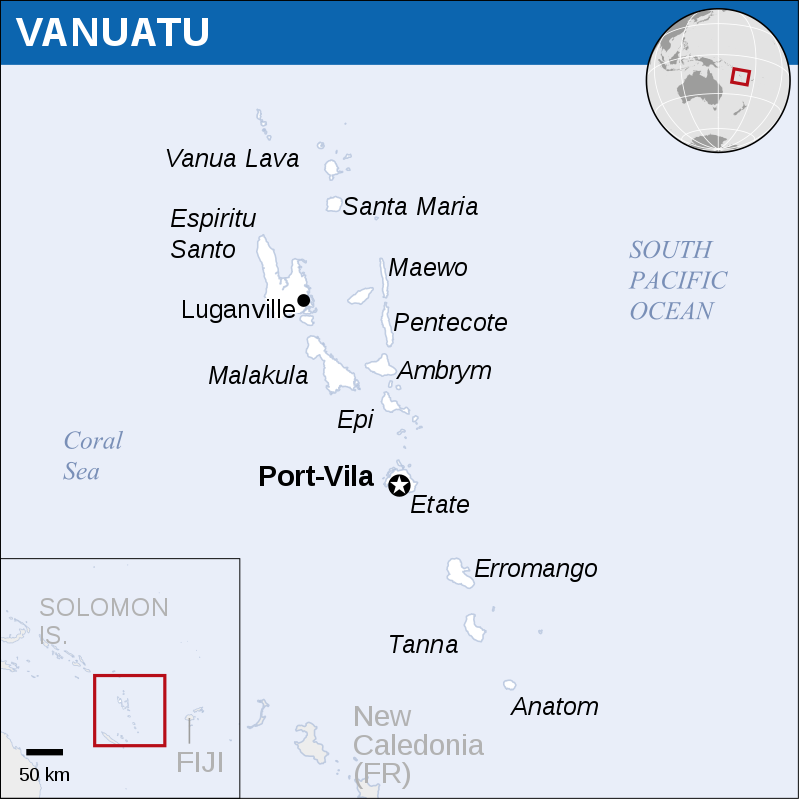 VANUATU
Vanua Lava
Santa Maria
Espiritu
Santo
Maewo
SOUTH
PACIFIC
OCEAN
Luganville
Pentecote
Malakula
Ambrym
Epi
Coral
Sea
Port-Vila
Etate
Erromango
Tanna
Anatom
SOLOMON
IS.
FIJI
50 km
New
Caledonia
(FR)